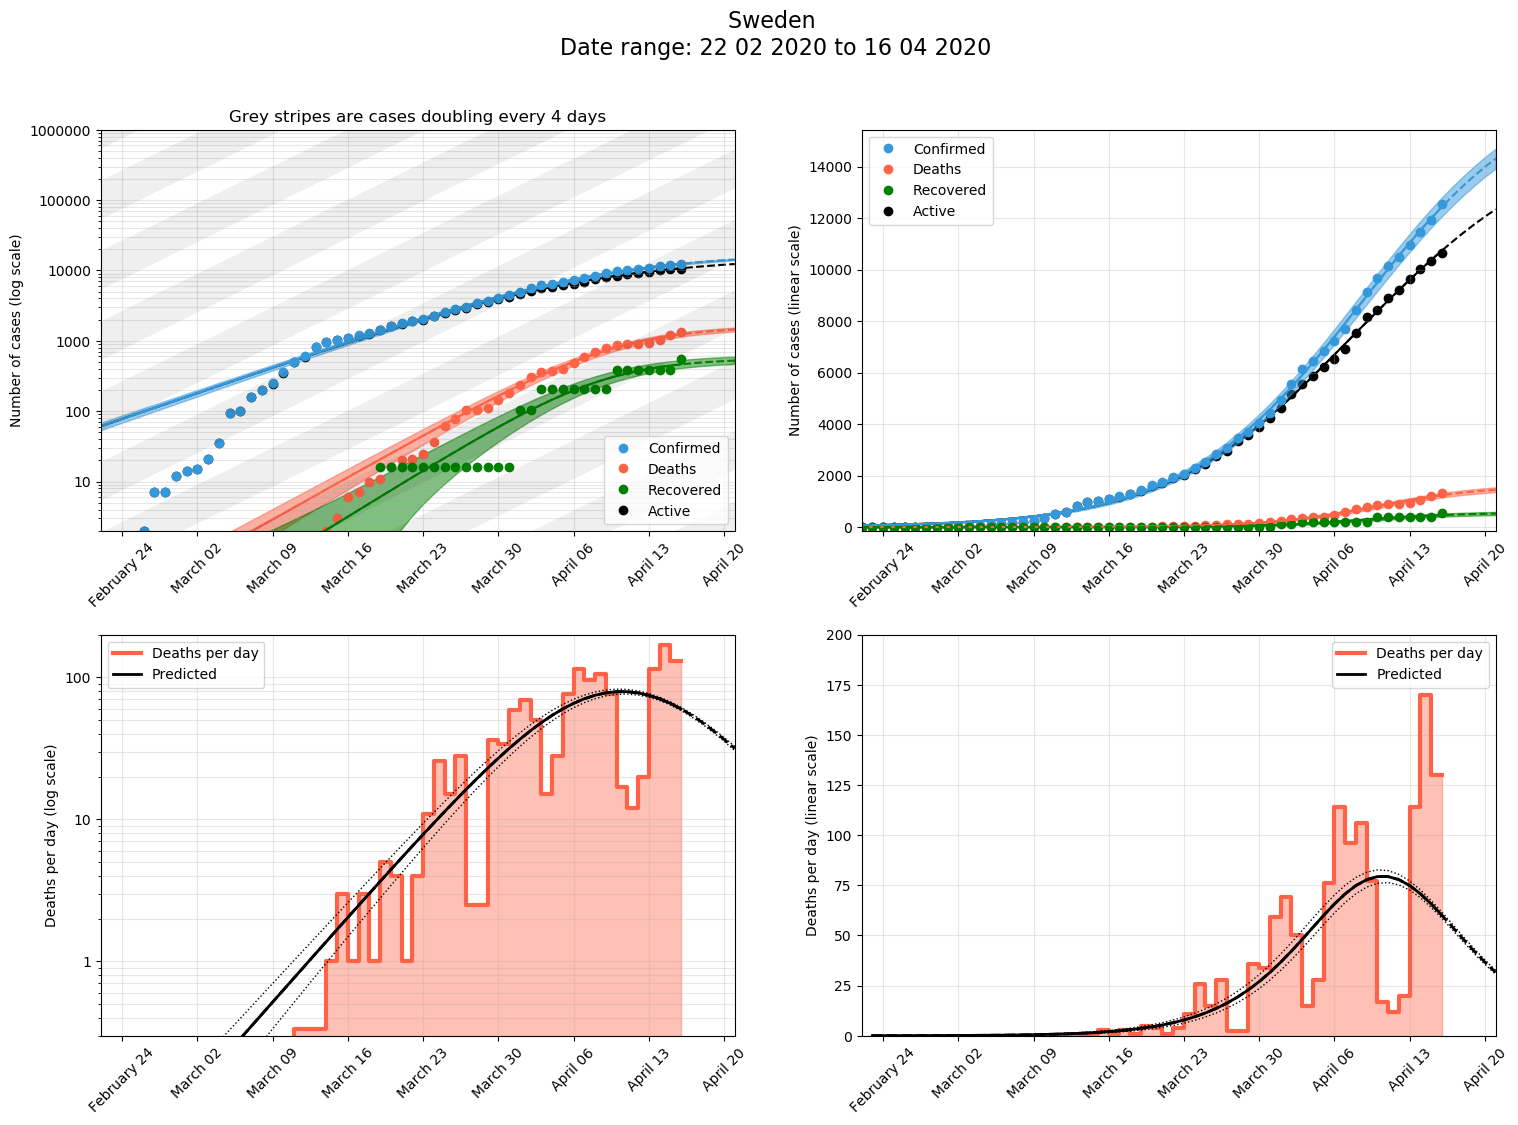 Sweden
Date range: 22 02 2020 to 16 04 2020
Grey stripes are cases doubling every 4 days
Number of cases (log scale)
1000000
100000
10000
1000
100
10
Confirmed
Deaths
Recovered
Active
February 24
March 02
March 09
March 16
March 23
March 30
April 06
April 13
April 20
Number of cases (linear scale)
14000
12000
10000
8000
6000
4000
2000
0
Confirmed
Deaths
Recovered
Active
February 24
March 02
March 09
March 16
March 23
March 30
April 06
April 13
April 20
Deaths per day (log scale)
100
10
1
Deaths per day
Predicted
February 24
March 02
March 09
March 16
March 23
March 30
April 06
April 13
April 20
Deaths per day (linear scale)
200
175
150
125
100
75
50
25
0
Deaths per day
Predicted
February 24
March 02
March 09
March 16
March 23
March 30
April 06
April 13
April 20